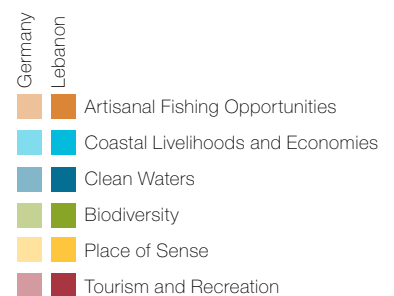 Germany
Lebanon
Artisanal Fishing Opportunities
Coastal Livelihoods and Economies
Clean Waters
Biodiversity
Place of Sense
Tourism and Recreation